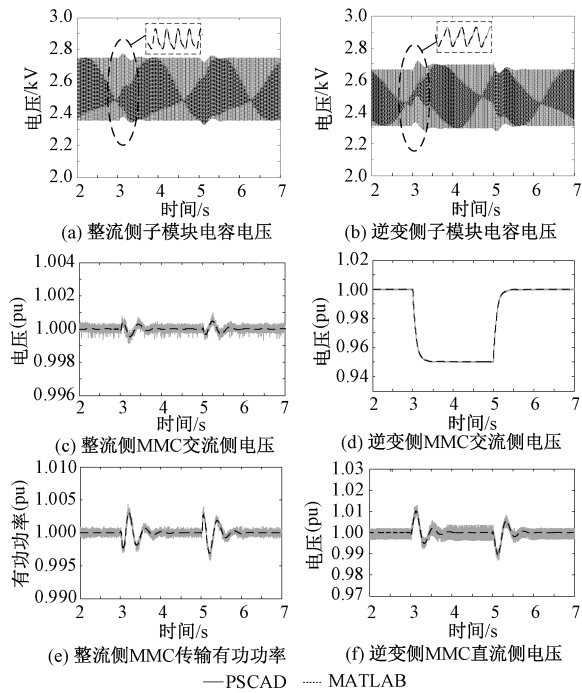 3.0
2.8
2.6
2.4
2.2
2.0
电压/kV
2 3 4 5 6 7
时间/s
(a) 整流侧子模块电容电压
3.0
2.8
2.6
2.4
2.2
2.0
电压/kV
2 3 4 5 6 7
时间/s
(b) 逆变侧子模块电容电压
1.004
1.002
1.000
0.998
0.996
电压(pu)
2 3 4 5 6 7
时间/s
(c) 整流侧MMC交流侧电压
1.02
1.00
0.98
0.96
0.94
电压(pu)
2 3 4 5 6 7
时间/s
(d) 逆变侧MMC交流侧电压
1.010
1.005
1.000
0.995
0.990
有功功率(pu)
2 3 4 5 6 7
时间/s
(e) 整流侧MMC传输有功功率
1.03
1.02
1.01
1.00
0.99
0.98
0.97
电压(pu)
2 3 4 5 6 7
时间/s
(f) 逆变侧MMC直流侧电压
PSCAD MATLAB